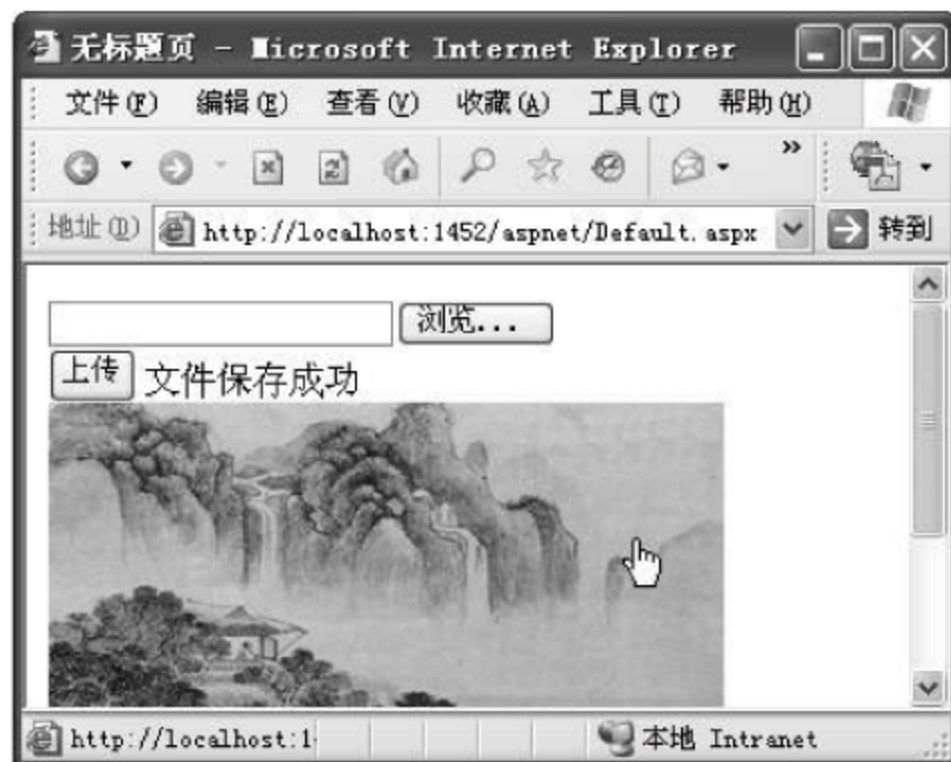 无标题页 - Microsoft Internet Explorer
文件(F) 编辑(E) 查看(V) 收藏(A) 工具(T) 帮助(H)
地址(D) http://localhost:1452/aspnet/Default.aspx 转到
浏览...
上传 文件保存成功
http://localhost:1 本地 Intranet